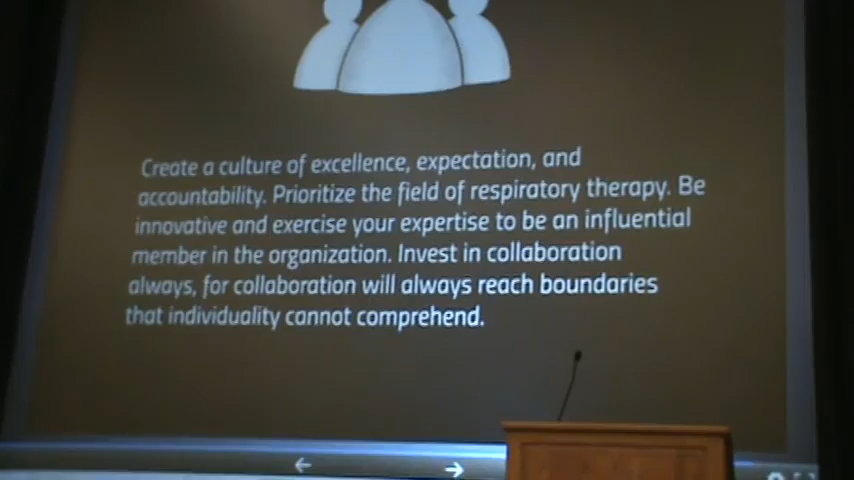 Create a culture of excellence, expectation, and
accountability. Prioritize the field of respiratory therapy. Be
innovative and exercise your expertise to be an influential
member in the organization. Invest in collaboration
always, for collaboration will always reach boundaries
that individuality cannot comprehend.